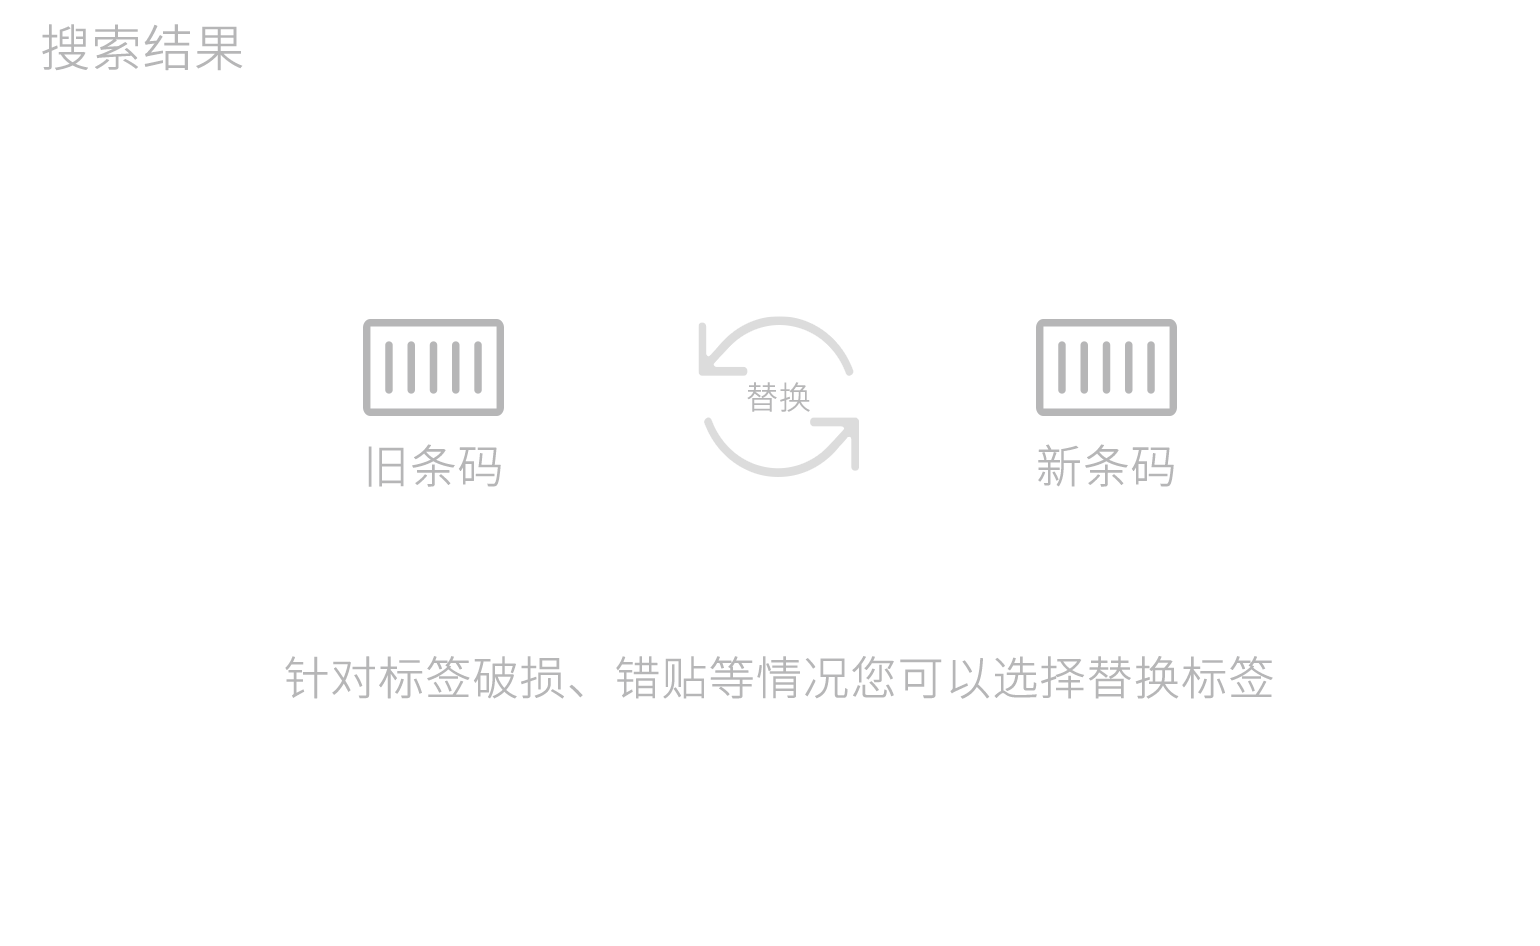 搜索结果
替换
旧条码
新条码
针对标签破损、错贴等情况您可以选择替换标签